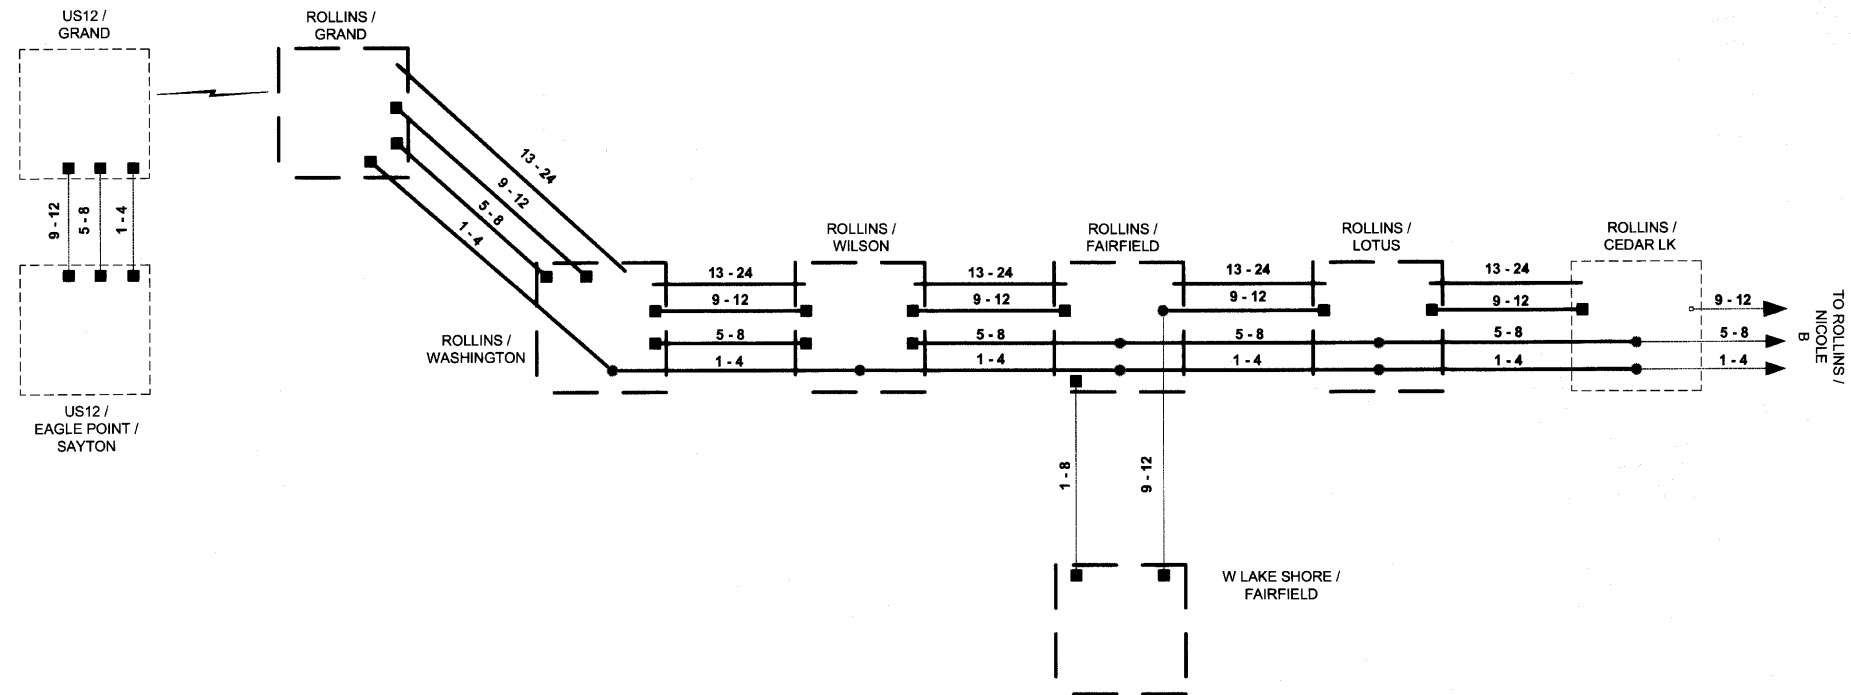 US12 /
GRAND
ROLLINS /
GRAND
9 - 12
5 - 8
1 - 4
US12 /
EAGLE POINT /
SAYTON
13 - 24
9 - 12
5 - 8
1 - 4
ROLLINS /
WASHINGTON
ROLLINS /
WILSON
ROLLINS /
FAIRFIELD
ROLLINS /
LOTUS
ROLLINS /
CEDAR LK
13 - 24
9 - 12
5 - 8
1 - 4
13 - 24
9 - 12
5 - 8
1 - 4
13 - 24
9 - 12
5 - 8
1 - 4
13 - 24
9 - 12
5 - 8
1 - 4
9 - 12
5 - 8
1 - 4
TO ROLLINS /
NICOLE
B
1 - 8
9 - 12
W LAKE SHORE /
FAIRFIELD